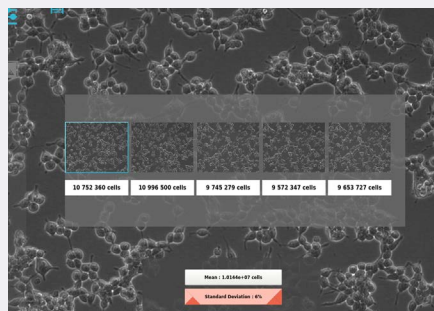 10 752 360 cells
10 996 500 cells
9 745 279 cells
9 572 347 cells
9 653 727 cells
Mean : 1.0144e+07 cells
Standard Deviation : 6%